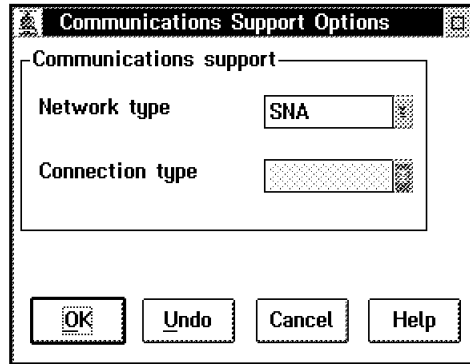 Communications Support Options
Communications support
Network type
SNA
Connection type
OK
Undo
Cancel
Help